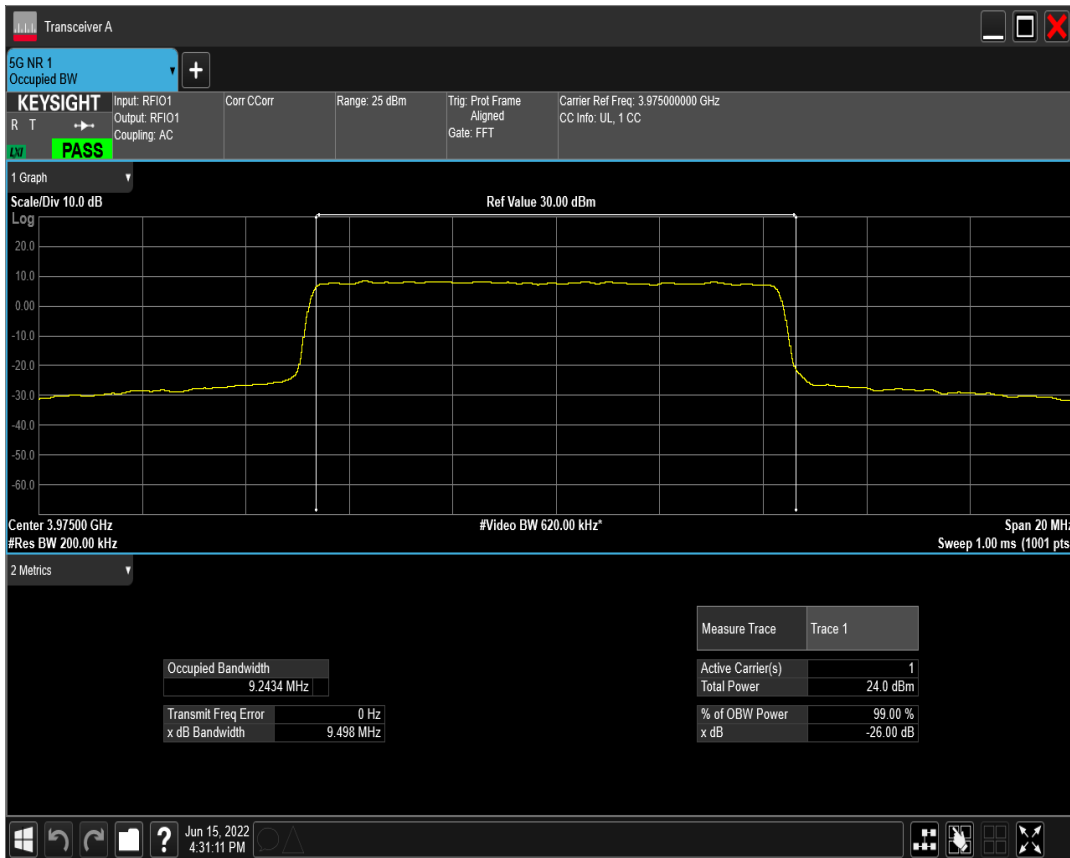 Transceiver A
5G NR 1
Occupied BW
+
KEYSIGHT
R T
LXI
PASS
Input: RFIO1
Output: RFIO1
Coupling: AC
Corr CCorr
Range: 25 dBm
Trig: Prot Frame
Aligned
Gate: FFT
Carrier Ref Freq: 3.975000000 GHz
CC Info: UL, 1 CC
1 Graph
Scale/Div 10.0 dB
Ref Value 30.00 dBm
Log
20.0
10.0
0.00
-10.0
-20.0
-30.0
-40.0
-50.0
-60.0
Center 3.97500 GHz
#Video BW 620.00 kHz*
Span 20 MHz
#Res BW 200.00 kHz
Sweep 1.00 ms (1001 pts
2 Metrics
Measure Trace Trace 1
Occupied Bandwidth
9.2434 MHz
Active Carrier(s) 1
Total Power 24.0 dBm
Transmit Freq Error 0 Hz
x dB Bandwidth 9.498 MHz
% of OBW Power 99.00 %
x dB -26.00 dB
?
Jun 15, 2022
4:31:11 PM